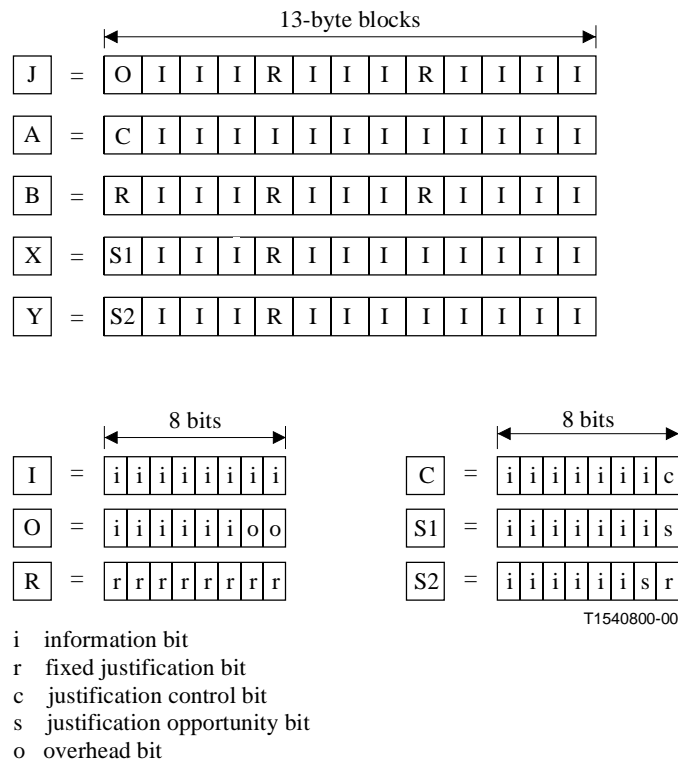 13-byte blocks
J = O I I I R I I I R I I I I
A = C I I I I I I I I I I I I
B = R I I I R I I I R I I I I
X = S1 I I I R I I I I I I I I
Y = S2 I I I R I I I I I I I I
8 bits
I = i i i i i i i i
O = i i i i i i o o
R = r r r r r r r r
8 bits
C = i i i i i i i c
S1 = i i i i i i i s
S2 = i i i i i i s r
T1540800-00
i information bit
r fixed justification bit
c justification control bit
s justification opportunity bit
o overhead bit